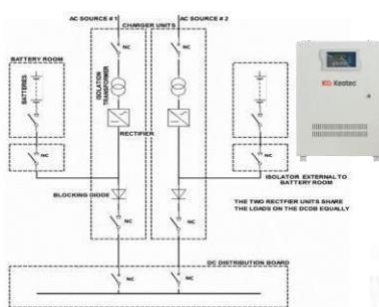 AC SOURCE # 1
AC SOURCE # 2
CHARGER UNITS
NC
NC
BATTERY ROOM
BATTERIES
ISOLATION
TRANSFORMER
RECTIFIER
NC
NC
ISOLATOR EXTERNAL TO
BATTERY ROOM
BLOCKING DIODE
THE TWO RECTIFIER UNITS SHARE
THE LOADS ON THE DCDB EQUALLY
NC
NC
DC DISTRIBUTION BOARD
NC
NC